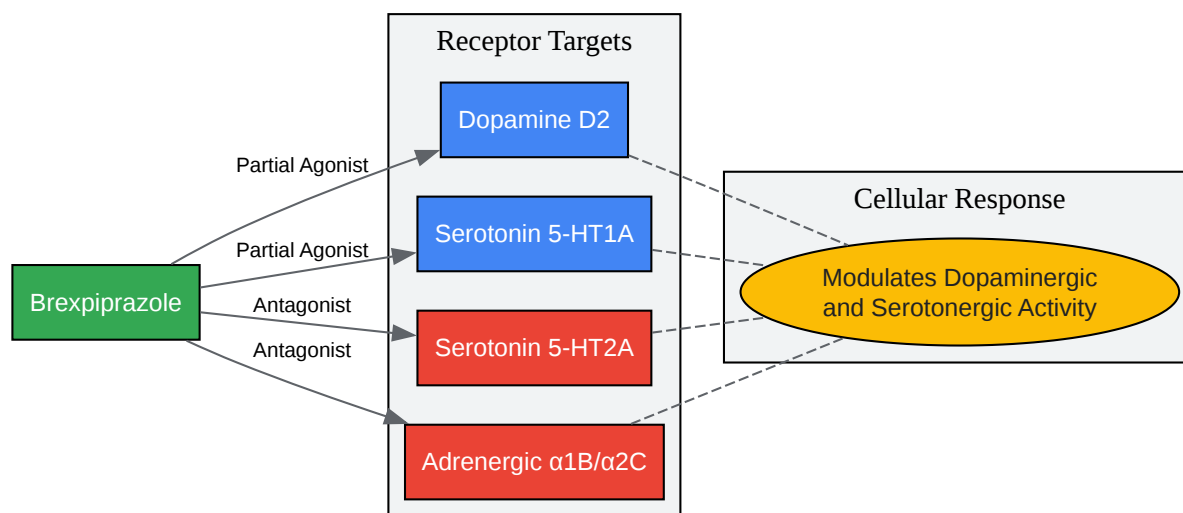 Receptor Targets
Dopamine D2
Partial Agonist
Cellular Response
Serotonin 5-HT1A
Partial Agonist
Modulates Dopaminergic
and Serotonergic Activity
Brexpiprazole
Antagonist
Serotonin 5-HT2A
Antagonist
Adrenergic α1B/α2C